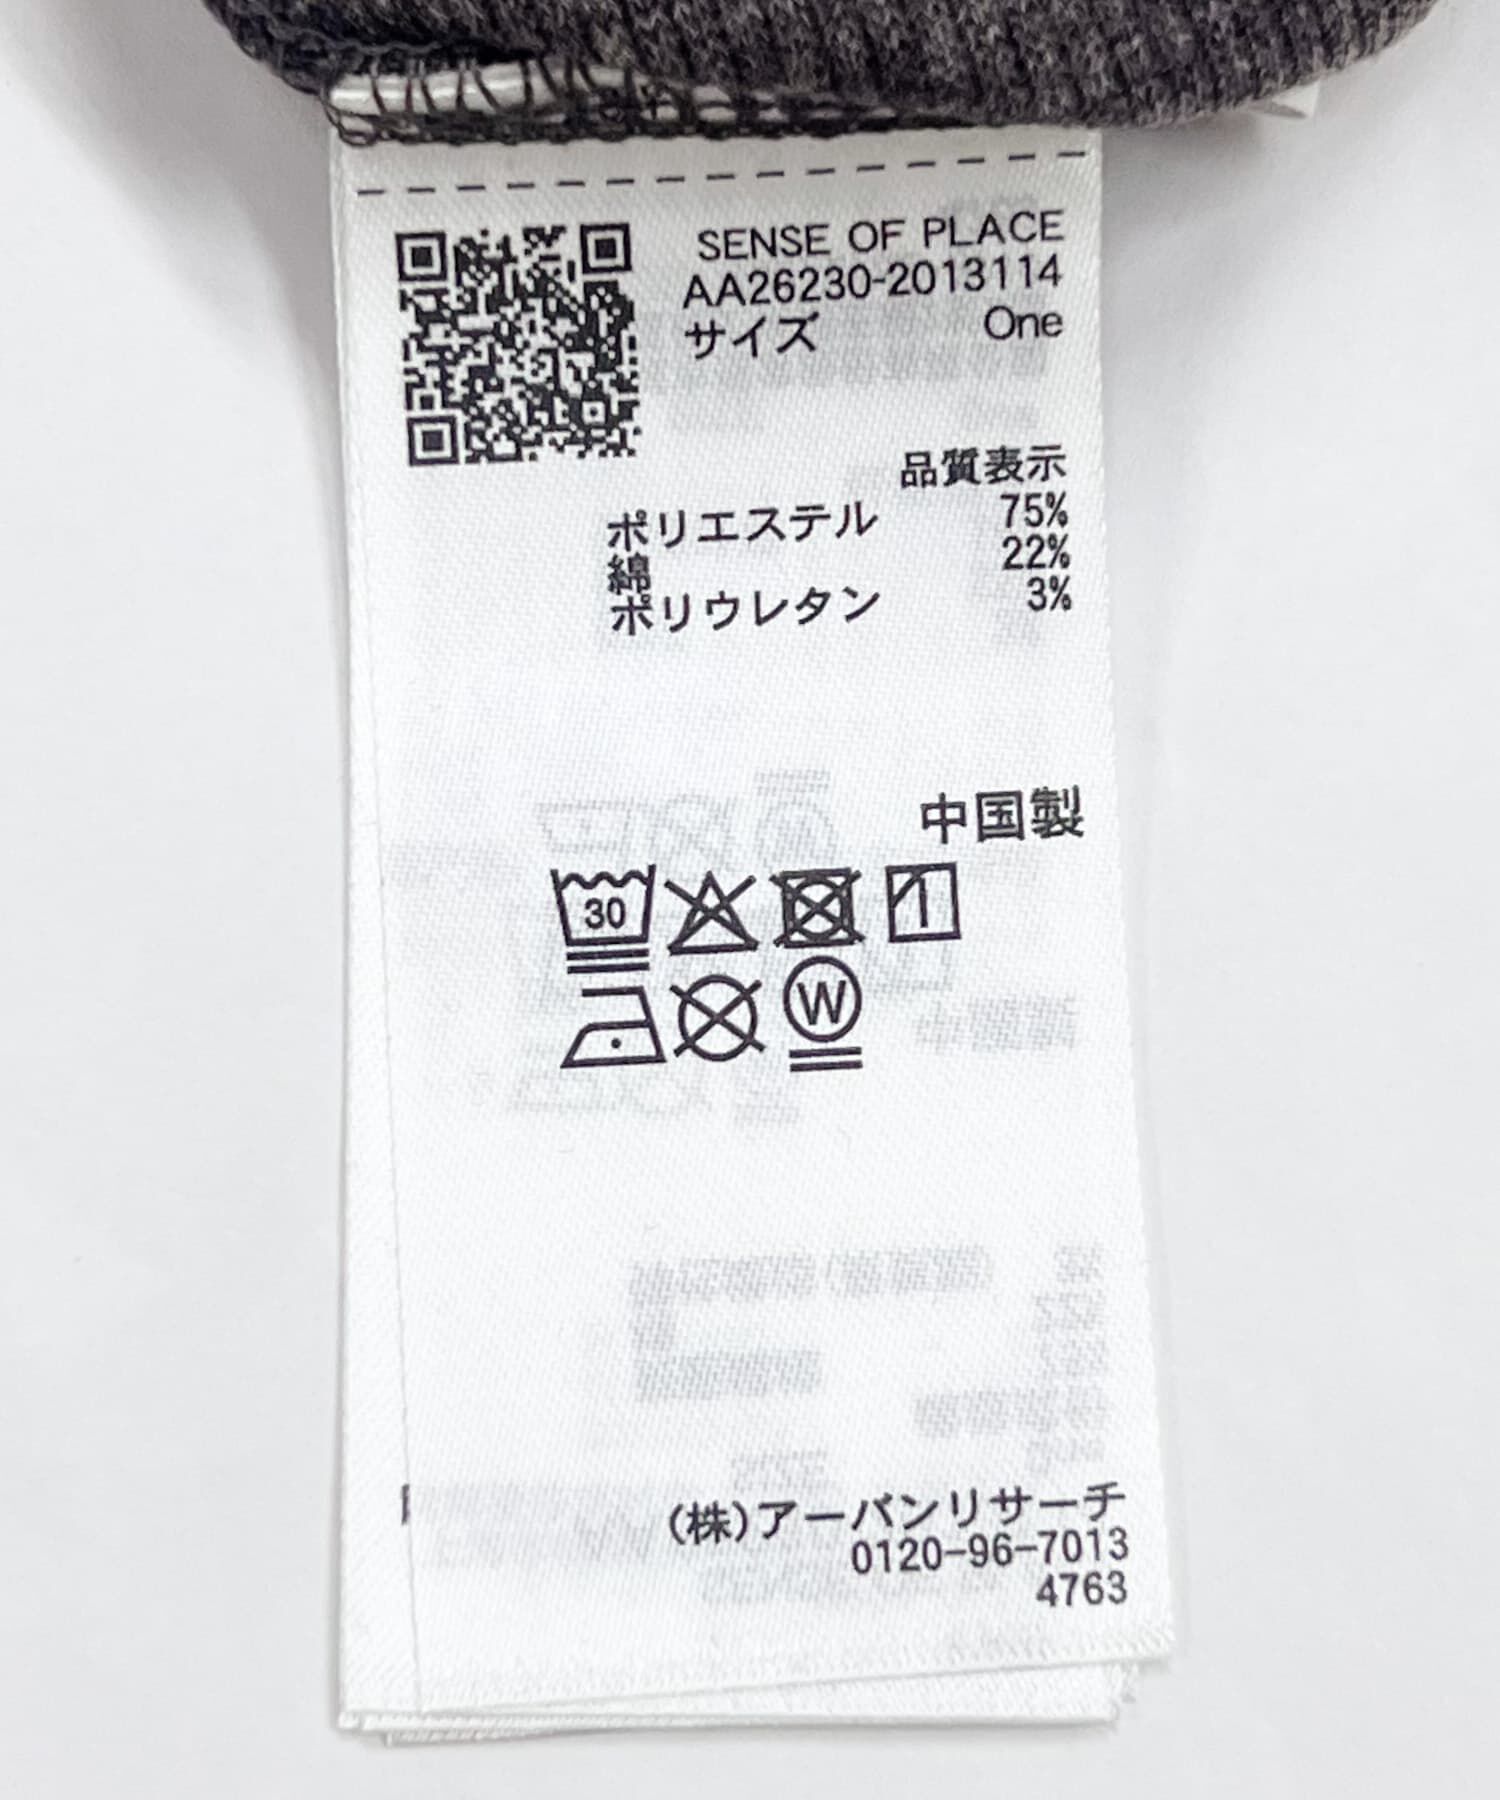 SENSE OF PLACE
AA26230-2013114
サイズ One
品質表示
ポリエステル 75%
綿 22%
ポリウレタン 3%
中国製
30
W
(株)アーバンリサーチ
0120-96-7013
4763